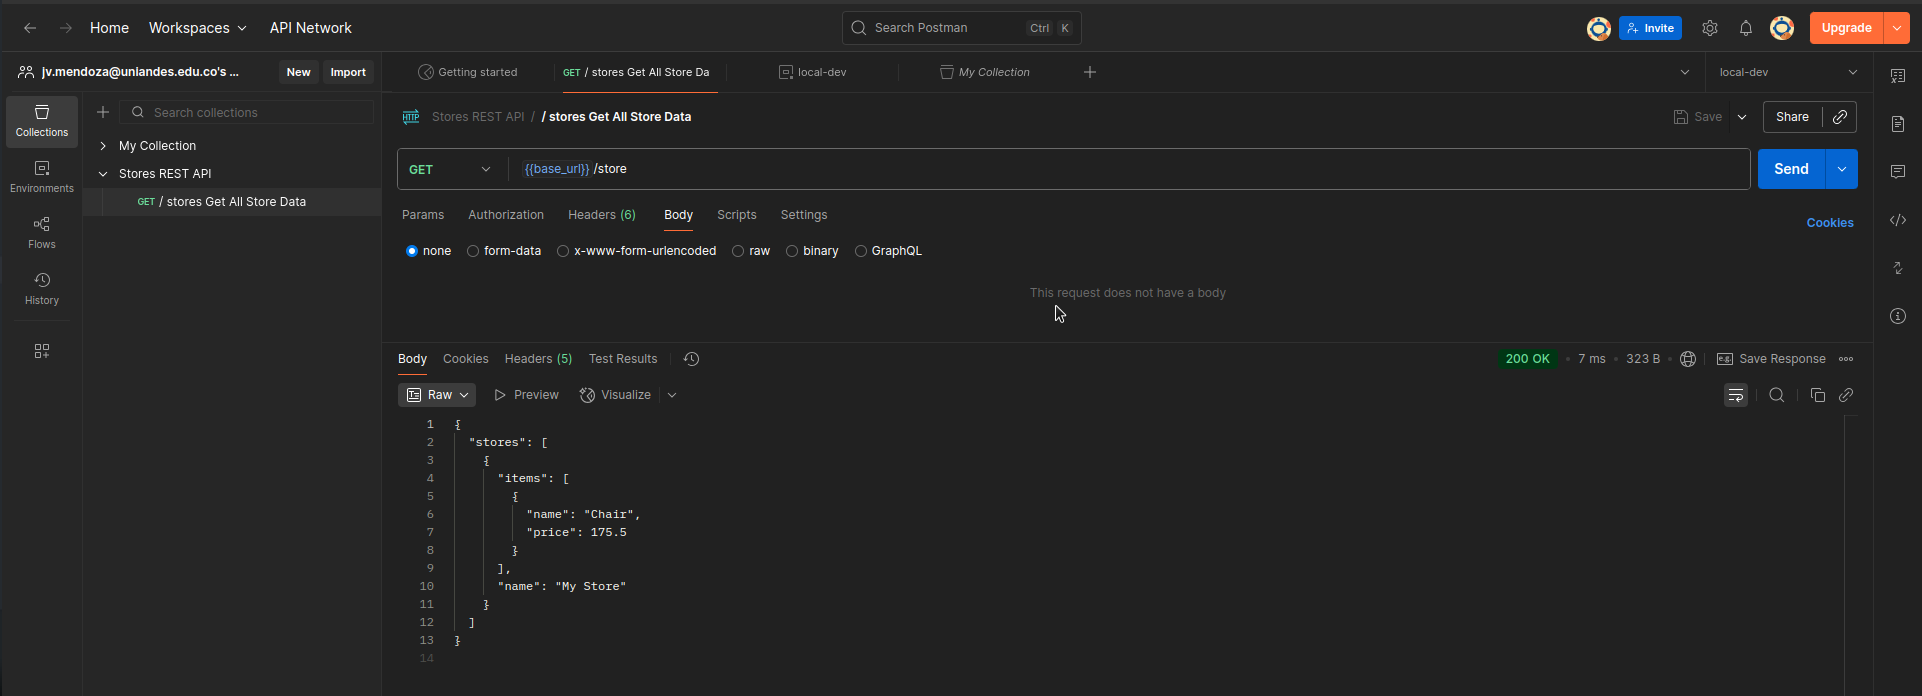 Home Workspaces API Network Search Postman Ctrl K Invite Upgrade
jv.mendoza@uniandes.edu.co's ... New Import Getting started GET / stores Get All Store Da local-dev My Collection local-dev
Collections
Environments
Flows
History
Search collections
My Collection
Stores REST API
GET / stores Get All Store Data
HTTP Stores REST API / / stores Get All Store Data Save Share
GET {{base_url}} /store Send
Params Authorization Headers (6) Body Scripts Settings Cookies
none form-data x-www-form-urlencoded raw binary GraphQL
This request does not have a body
Body Cookies Headers (5) Test Results 200 OK • 7 ms • 323 B • e.g. Save Response
Raw Preview Visualize
1 {
2 "stores": [
3 {
4 "items": [
5 {
6 "name": "Chair",
7 "price": 175.5
8 }
9 ],
10 "name": "My Store"
11 }
12 ]
13 }
14